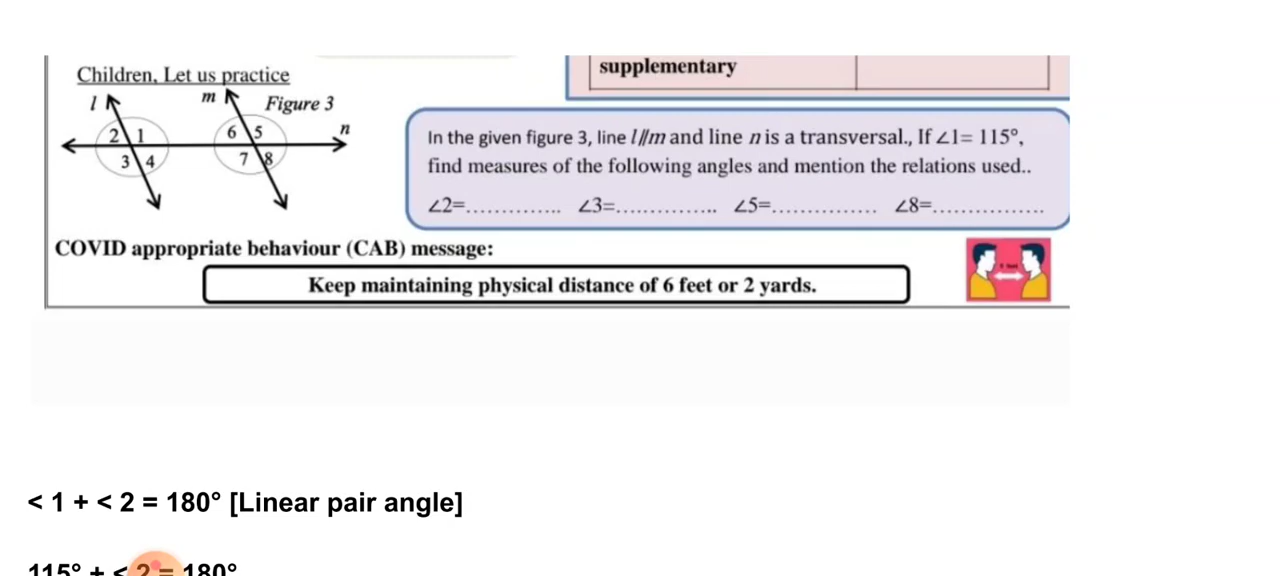 supplementary
Children, Let us practice
l m Figure 3
2 1 6 5 n
3 4 7 8
In the given figure 3, line l//m and line n is a transversal., If ∠1= 115°,
find measures of the following angles and mention the relations used..
∠2=............. ∠3=.............. ∠5=.............. ∠8=...............
COVID appropriate behaviour (CAB) message:
Keep maintaining physical distance of 6 feet or 2 yards.
< 1 + < 2 = 180° [Linear pair angle]
115° + < 2 = 180°